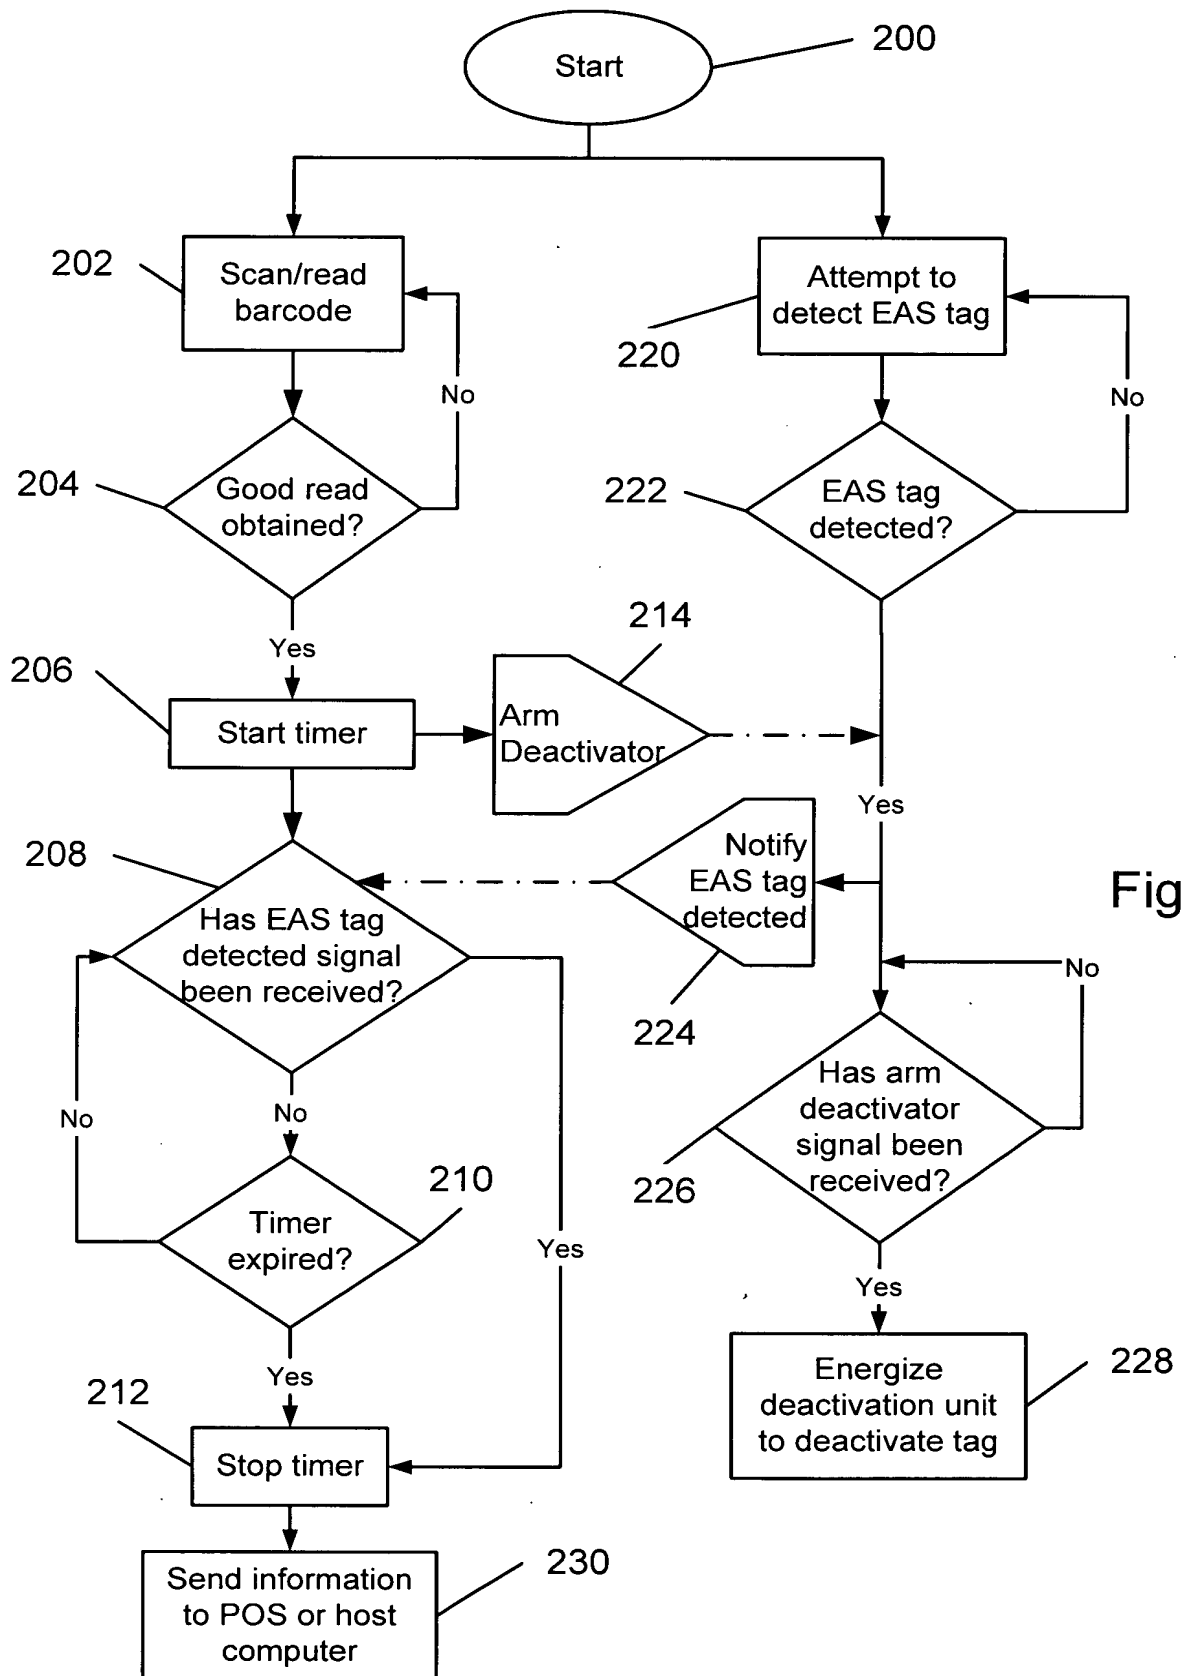 Start
200
202
Scan/read
barcode
No
204
Good read
obtained?
Yes
206
Start timer
214
Arm
Deactivator
208
Has EAS tag
detected signal
been received?
No
No
210
Timer
expired?
Yes
Yes
212
Stop timer
230
Send information
to POS or host
computer
Attempt to
detect EAS tag
220
No
222
EAS tag
detected?
Yes
Notify
EAS tag
detected
224
No
Has arm
deactivator
signal been
received?
226
Yes
Energize
deactivation unit
to deactivate tag
228
Fig